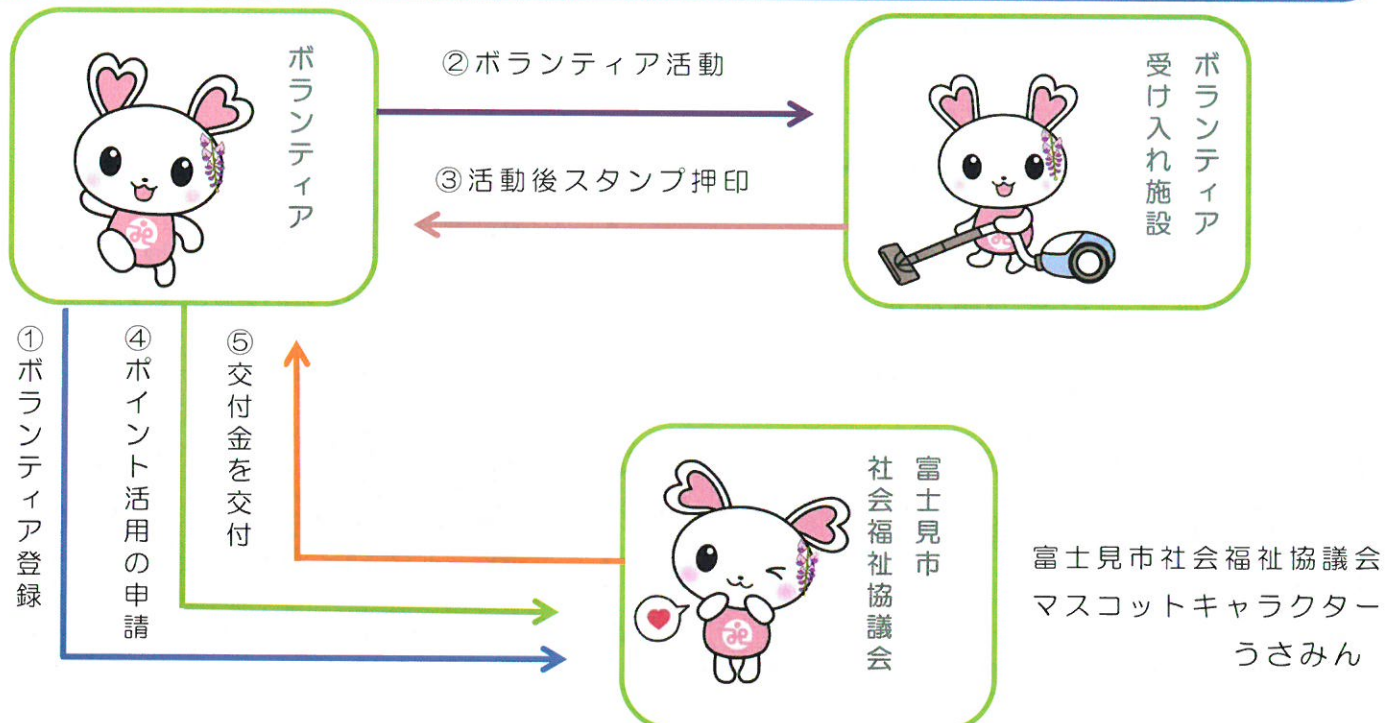 ボランティア
②ボランティア活動
③活動後スタンプ押印
ボランティア
受け入れ施設
①ボランティア登録
④ポイント活用の申請
⑤交付金を交付
富士見市
社会福祉協議会
富士見市社会福祉協議会
マスコットキャラクター
うさみん